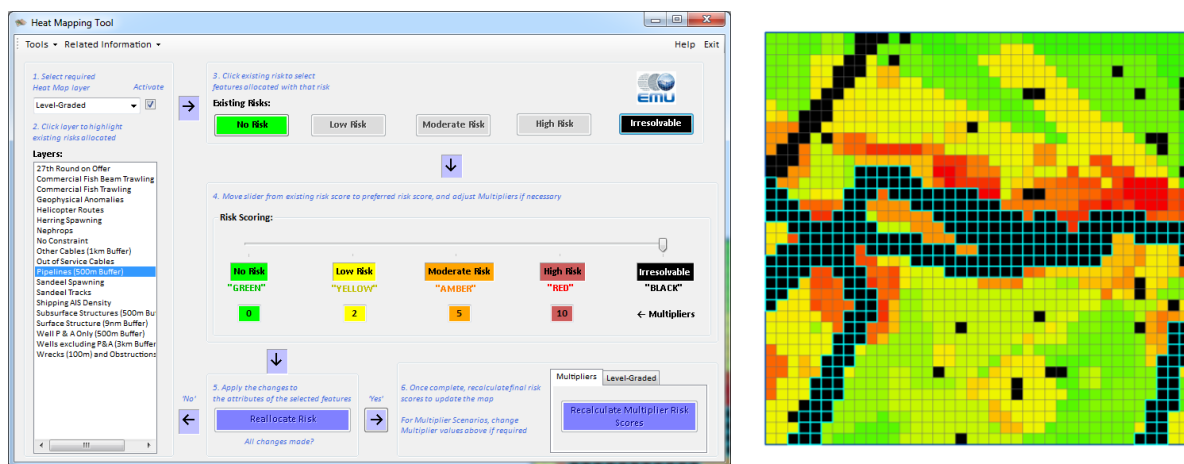 Heat Mapping Tool
Tools Related Information
Help Exit
1. Select required
Heat Map layer
Activate
Level-Graded
2. Click layer to highlight
existing risks allocated
Layers:
27th Round on Offer
Commercial Fish Beam Trawling
Commercial Fish Trawling
Geophysical Anomalies
Helicopter Routes
Herring Spawning
Nephrops
No Constraint
Other Cables (1km Buffer)
Out of Service Cables
Pipelines (500m Buffer)
Sandeel Spawning
Sandeel Tracks
Shipping AIS Density
Subsurface Structures (500m Bu
Surface Structure (9nm Buffer)
Well P & A Only (500m Buffer)
Wells excluding P&A (3km Buffer
Wrecks (100m) and Obstructions
3. Click existing risk to select
features allocated with that risk
Existing Risks:
EMU
No Risk
Low Risk
Moderate Risk
High Risk
Irresolvable
4. Move slider from existing risk score to preferred risk score, and adjust Multipliers if necessary
Risk Scoring:
No Risk
Low Risk
Moderate Risk
High Risk
Irresolvable
"GREEN"
"YELLOW"
"AMBER"
"RED"
"BLACK"
0
2
5
10
← Multipliers
5. Apply the changes to
the attributes of the selected features
'No'
Reallocate Risk
'Yes'
All changes made?
6. Once complete, recalculate final risk
scores to update the map
For Multiplier Scenarios, change
Multiplier values above if required
Multipliers
Level-Graded
Recalculate Multiplier Risk
Scores